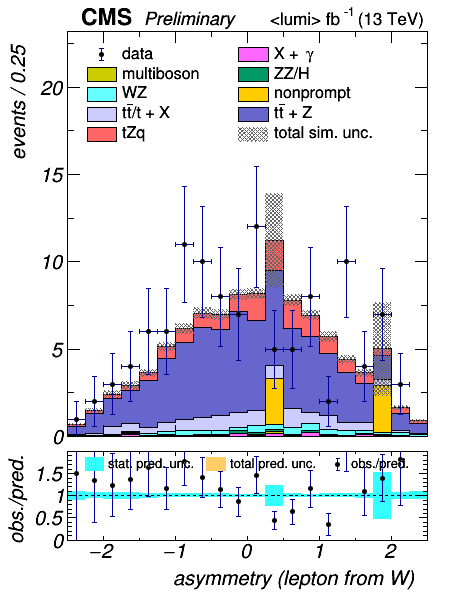 CMS Preliminary <lumi> fb⁻¹ (13 TeV)
events / 0.25
data
X + γ
multiboson
ZZ/H
WZ
nonprompt
tt̄/t + X
tt̄ + Z
tZq
total sim. unc.
20
15
10
5
0
obs./pred.
stat. pred. unc.
total pred. unc.
obs./pred.
1.5
1
0.5
0
−2 −1 0 1 2
asymmetry (lepton from W)